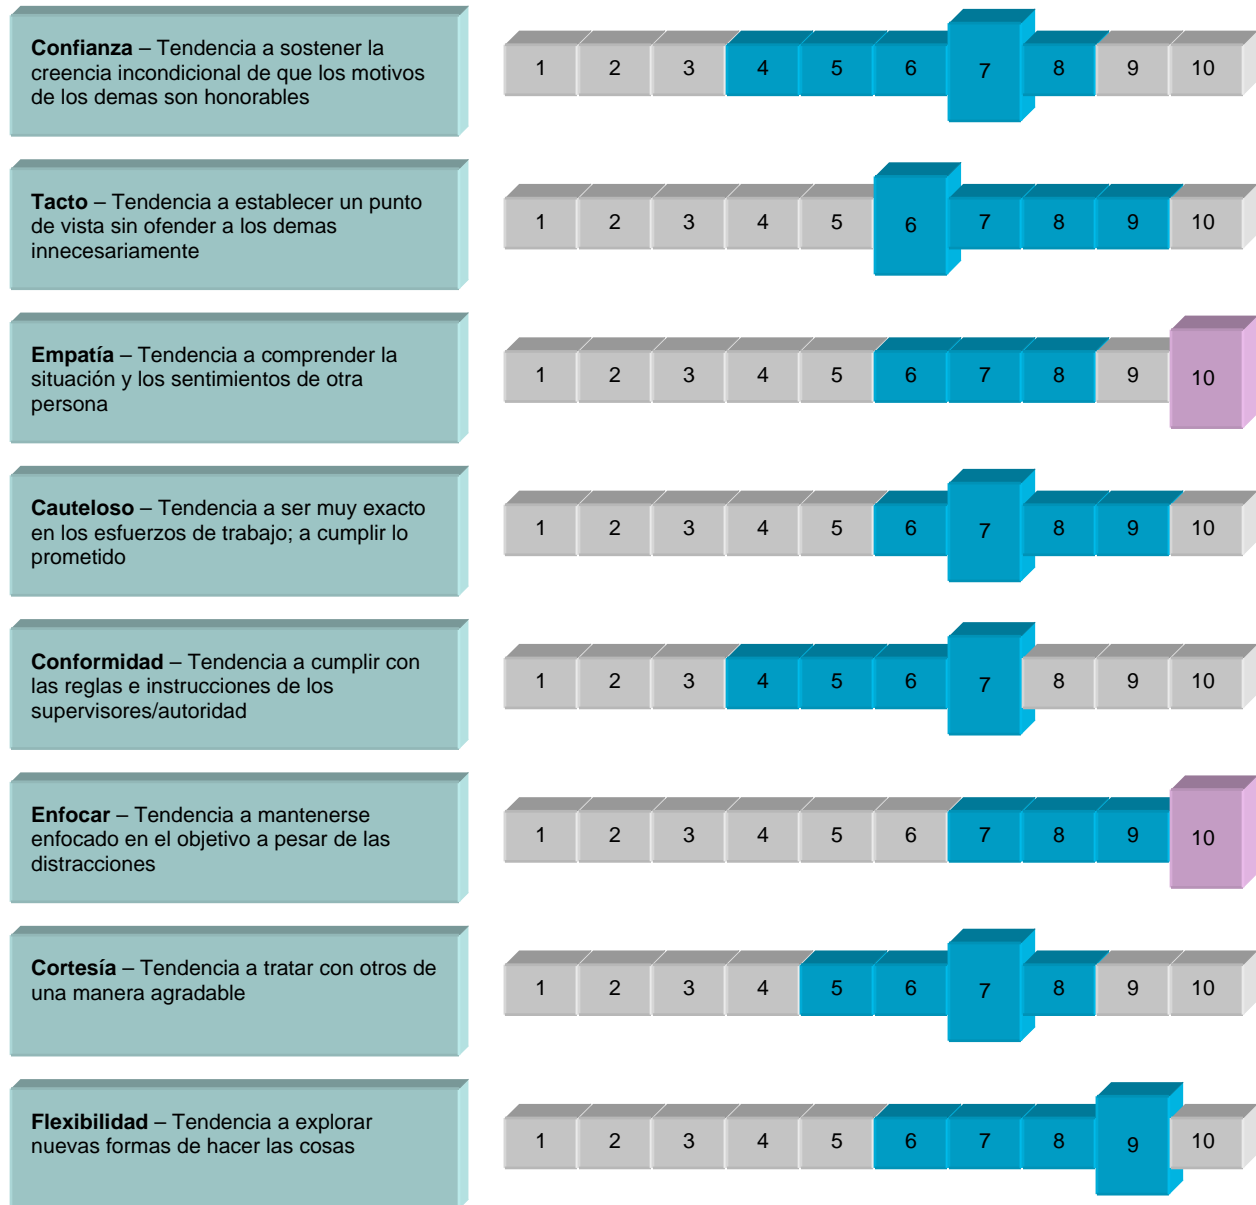 Confianza – Tendencia a sostener la
creencia incondicional de que los motivos
de los demas son honorables
1 2 3 4 5 6 7 8 9 10
Tacto – Tendencia a establecer un punto
de vista sin ofender a los demas
innecesariamente
1 2 3 4 5 6 7 8 9 10
Empatía – Tendencia a comprender la
situación y los sentimientos de otra
persona
1 2 3 4 5 6 7 8 9 10
Cauteloso – Tendencia a ser muy exacto
en los esfuerzos de trabajo; a cumplir lo
prometido
1 2 3 4 5 6 7 8 9 10
Conformidad – Tendencia a cumplir con
las reglas e instrucciones de los
supervisores/autoridad
1 2 3 4 5 6 7 8 9 10
Enfocar – Tendencia a mantenerse
enfocado en el objetivo a pesar de las
distracciones
1 2 3 4 5 6 7 8 9 10
Cortesía – Tendencia a tratar con otros de
una manera agradable
1 2 3 4 5 6 7 8 9 10
Flexibilidad – Tendencia a explorar
nuevas formas de hacer las cosas
1 2 3 4 5 6 7 8 9 10